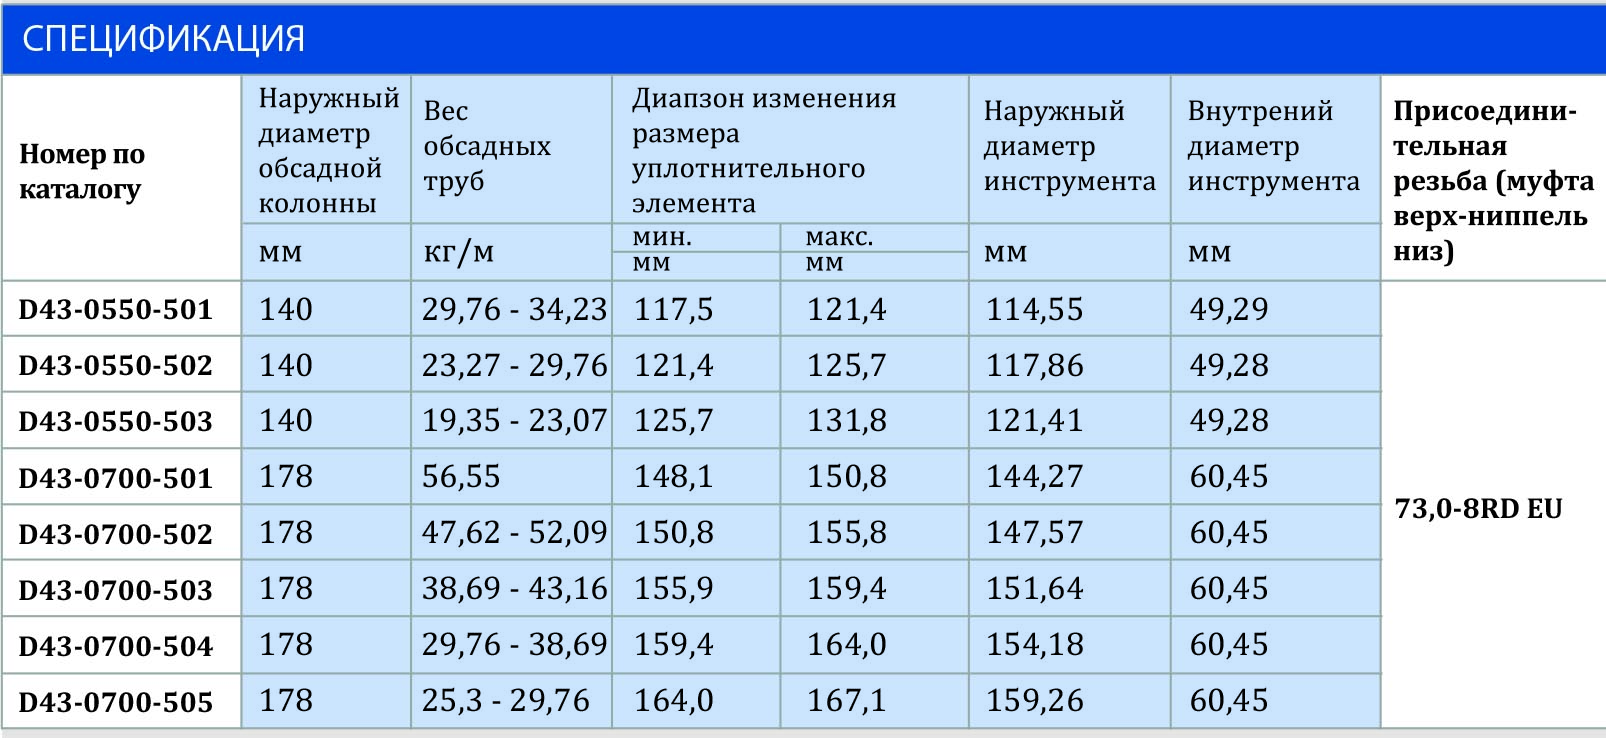 СПЕЦИФИКАЦИЯ
Номер по
каталогу
Наружный
диаметр
обсадной
колонны
мм
Вес
обсадных
труб
кг/м
Диапзон изменения
размера
уплотнительного
элемента
мин.
мм
макс.
мм
Наружный
диаметр
инструмента
мм
Внутрений
диаметр
инструмента
мм
Присоедини-
тельная
резьба (муфта
верх-ниппель
низ)
D43-0550-501 140 29,76 - 34,23 117,5 121,4 114,55 49,29
D43-0550-502 140 23,27 - 29,76 121,4 125,7 117,86 49,28
D43-0550-503 140 19,35 - 23,07 125,7 131,8 121,41 49,28
D43-0700-501 178 56,55 148,1 150,8 144,27 60,45
73,0-8RD EU
D43-0700-502 178 47,62 - 52,09 150,8 155,8 147,57 60,45
D43-0700-503 178 38,69 - 43,16 155,9 159,4 151,64 60,45
D43-0700-504 178 29,76 - 38,69 159,4 164,0 154,18 60,45
D43-0700-505 178 25,3 - 29,76 164,0 167,1 159,26 60,45